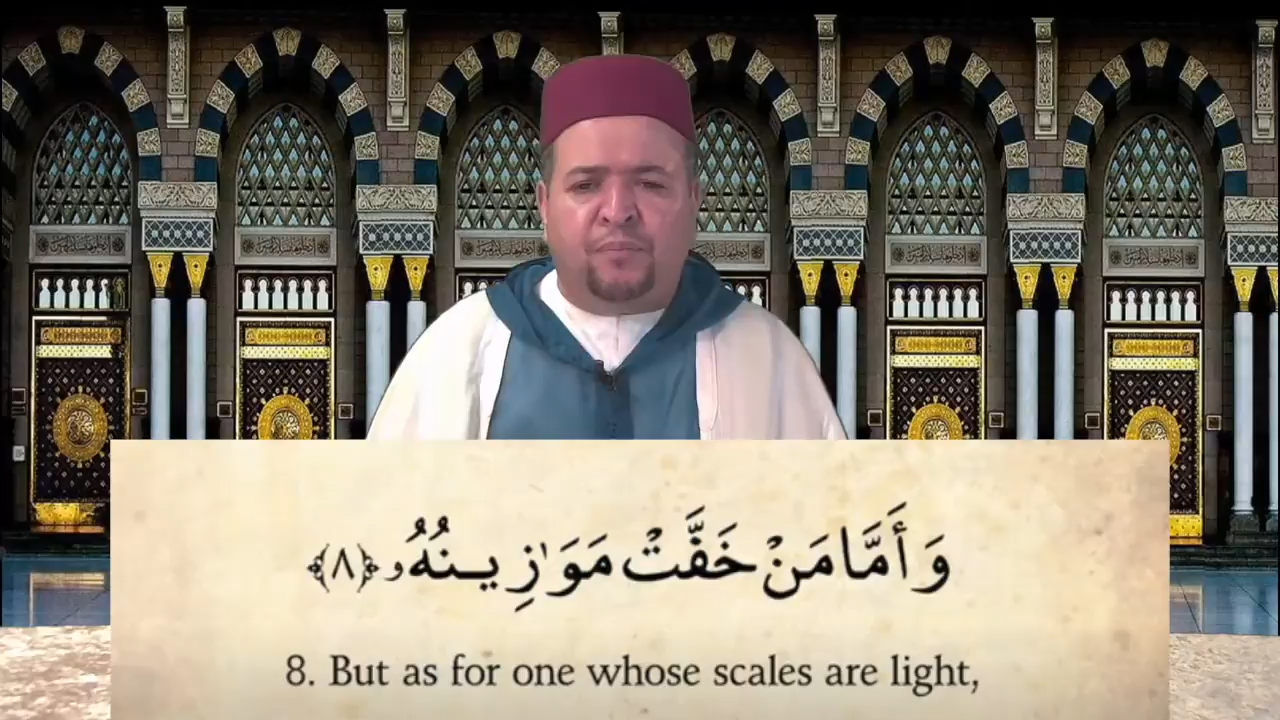 وَأَمَّا مَنْ خَفَّتْ مَوَٰزِينُهُۥ ﴿٨﴾
8. But as for one whose scales are light,